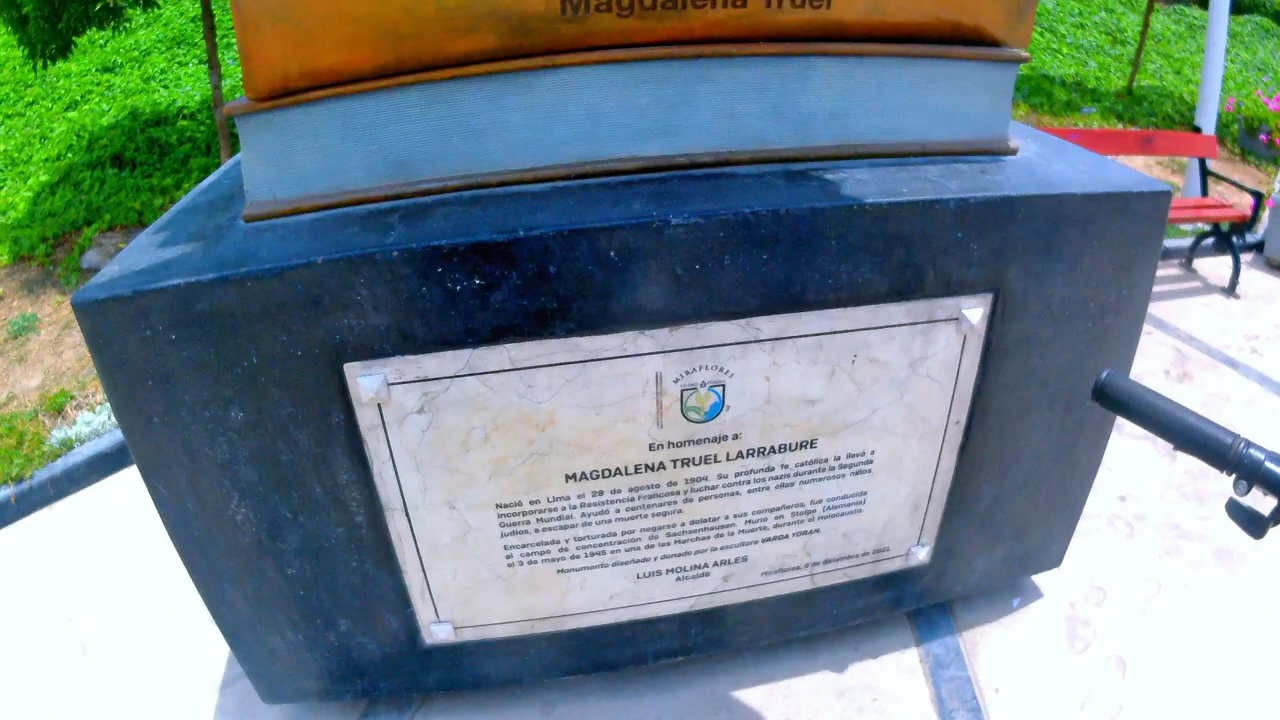 Magdalena Truel
MIRAFLORES
En homenaje a:
MAGDALENA TRUEL LARRABURE
Nació en Lima el 28 de agosto de 1904. Su profunda fe católica la llevó a
incorporarse a la Resistencia Francesa y luchar contra los nazis durante la Segunda
Guerra Mundial. Ayudó a centenares de personas, entre ellas numerosos niños
judíos, a escapar de una muerte segura.
Encarcelada y torturada por negarse a delatar a sus compañeros, fue conducida
al campo de concentración de Sachsonhausen. Murió en Stolpe (Alemania)
el 3 de mayo de 1945 en una de las Marchas de la Muerte, durante el Holocausto.
Monumento diseñado y donado por la escultora VARDA YORAN.
LUIS MOLINA ARLES
Alcalde
Miraflores, 6 de diciembre de 2021